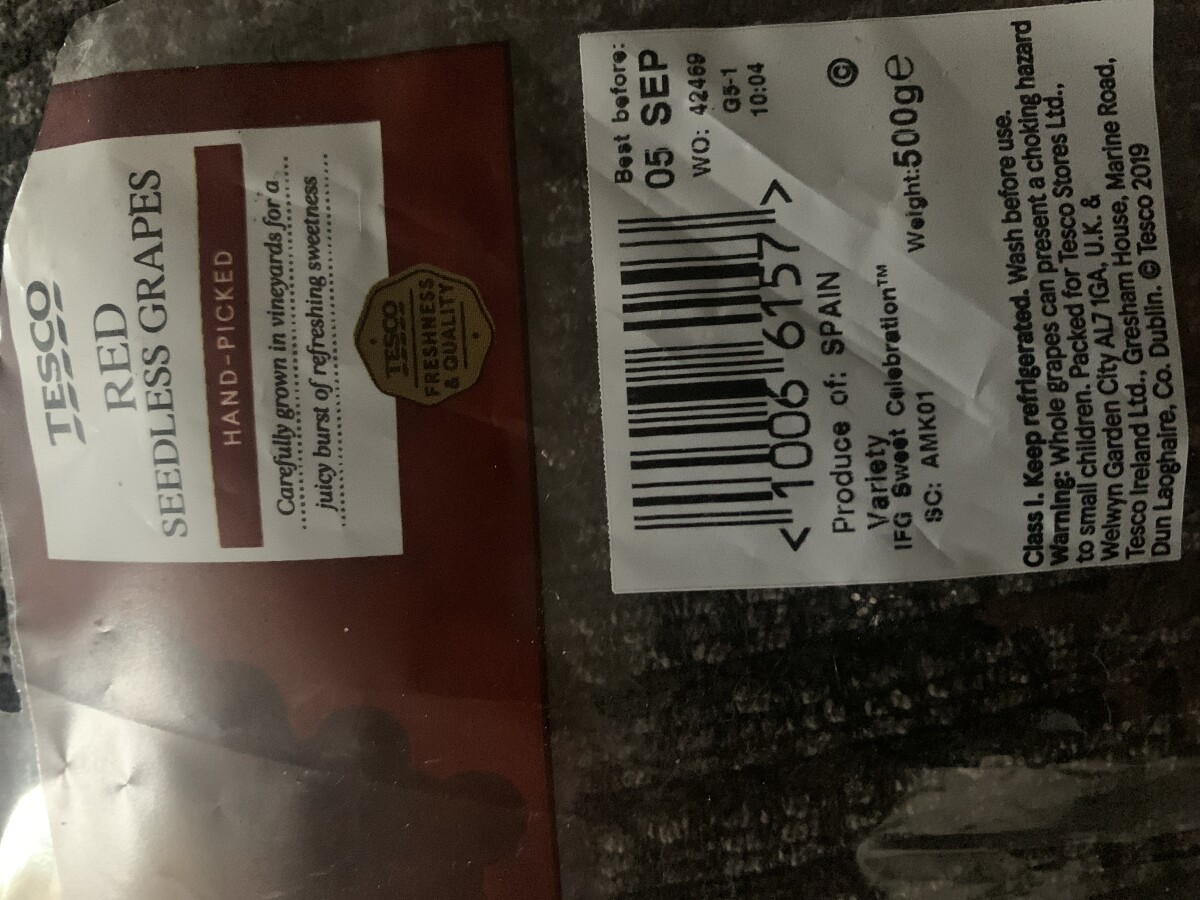 TESCO
RED
SEEDLESS GRAPES
HAND-PICKED
Carefully grown in vineyards for a
juicy burst of refreshing sweetness
TESCO
FRESHNESS
& QUALITY
Best before:
05 SEP
WO: 42469
G5-1
10:04
<10066157>
Produce of: SPAIN
©
Variety
IFG Sweet Celebration™
SC: AMK01
Weight:500g℮
Class I. Keep refrigerated. Wash before use.
Warning: Whole grapes can present a choking hazard
to small children. Packed for Tesco Stores Ltd.,
Welwyn Garden City AL7 1GA, U.K. &
Tesco Ireland Ltd., Gresham House, Marine Road,
Dun Laoghaire, Co. Dublin. © Tesco 2019